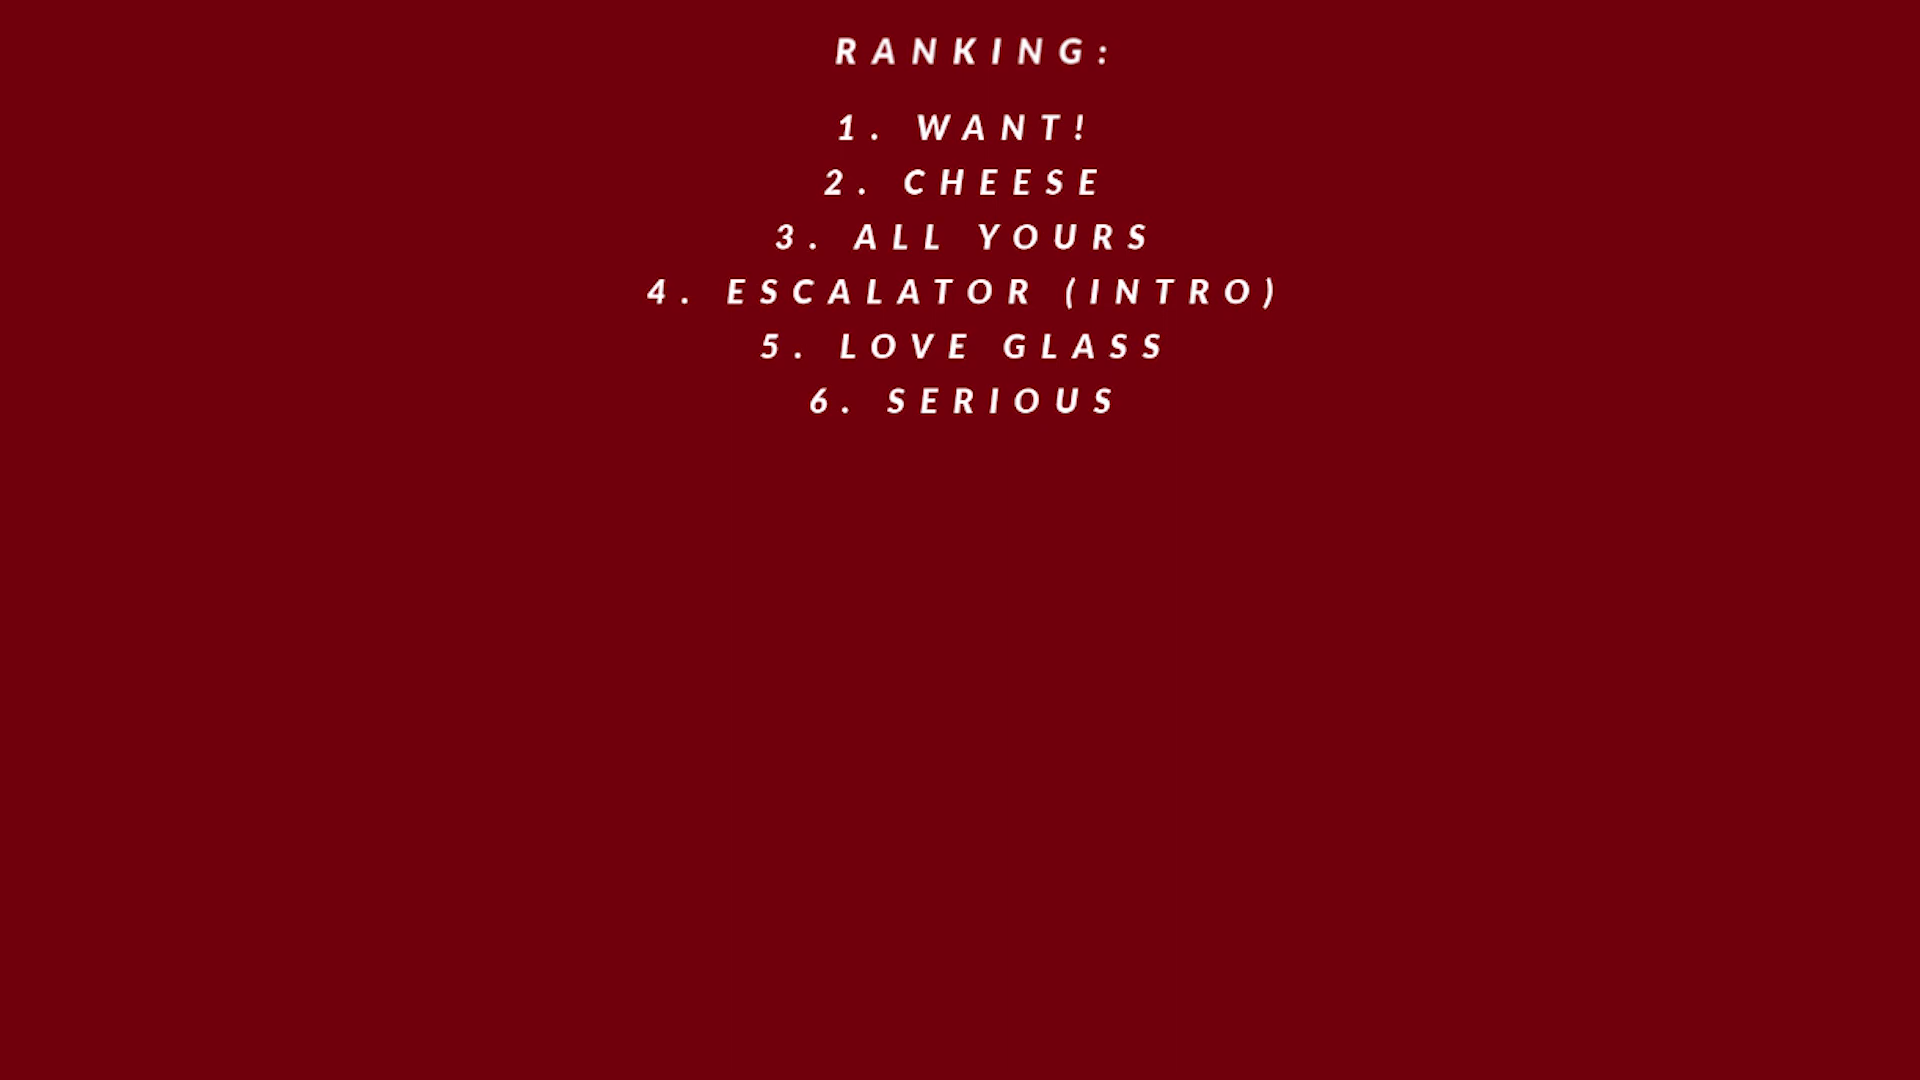 RANKING:
1. WANT!
2. CHEESE
3. ALL YOURS
4. ESCALATOR (INTRO)
5. LOVE GLASS
6. SERIOUS